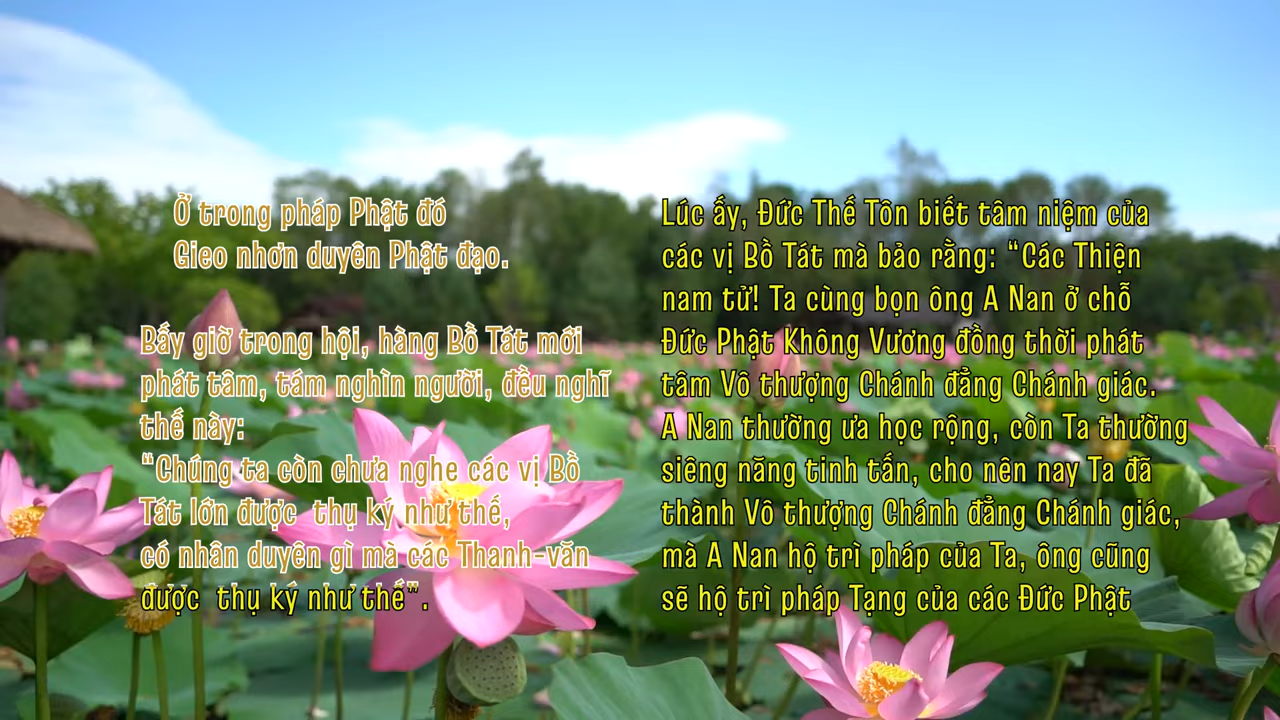 Ở trong pháp Phật đó
Gieo nhơn duyên Phật đạo.
Bấy giờ trong hội, hàng Bồ Tát mới
phát tâm, tám nghìn người, đều nghĩ
thế này:
“Chúng ta còn chưa nghe các vị Bồ
Tát lớn được  thụ ký như thế,
có nhân duyên gì mà các Thanh-văn
được  thụ ký như thế”.
Lúc ấy, Đức Thế Tôn biết tâm niệm của
các vị Bồ Tát mà bảo rằng: “Các Thiện
nam tử! Ta cùng bọn ông A Nan ở chỗ
Đức Phật Không Vương đồng thời phát
tâm Vô thượng Chánh đẳng Chánh giác.
A Nan thường ưa học rộng, còn Ta thường
siêng năng tinh tấn, cho nên nay Ta đã
thành Vô thượng Chánh đẳng Chánh giác,
mà A Nan hộ trì pháp của Ta, ông cũng
sẽ hộ trì pháp Tạng của các Đức Phật